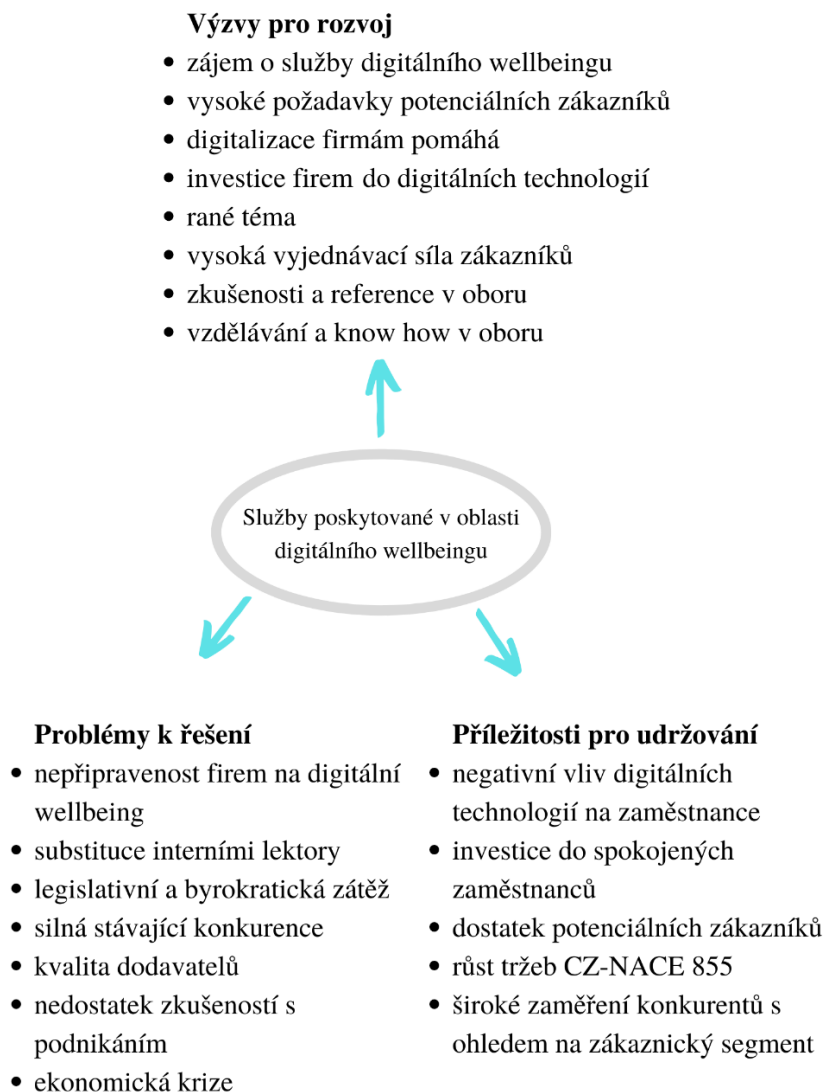 Výzvy pro rozvoj
• zájem o služby digitálního wellbeingu
• vysoké požadavky potenciálních zákazníků
• digitalizace firmám pomáhá
• investice firem do digitálních technologií
• rané téma
• vysoká vyjednávací síla zákazníků
• zkušenosti a reference v oboru
• vzdělávání a know how v oboru
Služby poskytované v oblasti
digitálního wellbeingu
Problémy k řešení
• nepřipravenost firem na digitální
wellbeing
• substituce interními lektory
• legislativní a byrokratická zátěž
• silná stávající konkurence
• kvalita dodavatelů
• nedostatek zkušeností s
podnikáním
• ekonomická krize
Příležitosti pro udržování
• negativní vliv digitálních
technologií na zaměstnance
• investice do spokojených
zaměstnanců
• dostatek potenciálních zákazníků
• růst tržeb CZ-NACE 855
• široké zaměření konkurentů s
ohledem na zákaznický segment